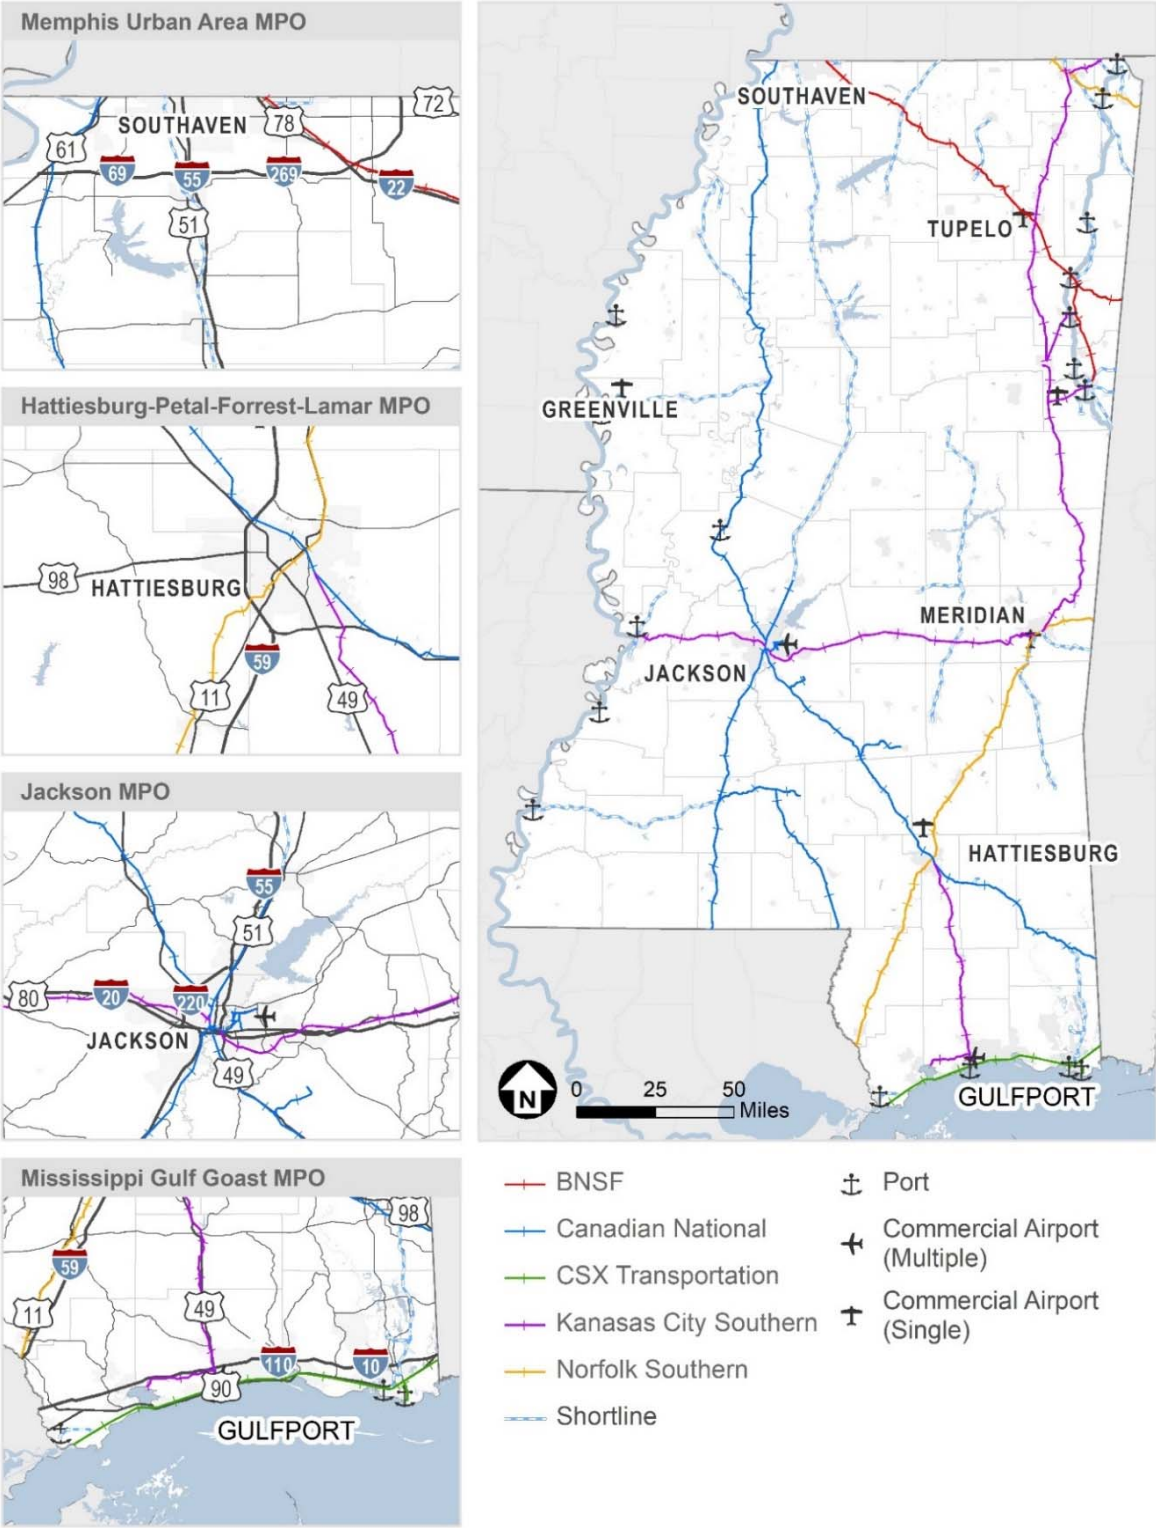 Memphis Urban Area MPO
72
SOUTHAVEN
78
61
69
55
269
22
51
Hattiesburg-Petal-Forrest-Lamar MPO
98
HATTIESBURG
59
11
49
Jackson MPO
55
51
80
20
220
JACKSON
49
Mississippi Gulf Goast MPO
98
59
11
49
110
10
90
GULFPORT
SOUTHAVEN
TUPELO
GREENVILLE
MERIDIAN
JACKSON
HATTIESBURG
N
0 25 50
Miles
GULFPORT
BNSF
Canadian National
CSX Transportation
Kanasas City Southern
Norfolk Southern
Shortline
Port
Commercial Airport
(Multiple)
Commercial Airport
(Single)